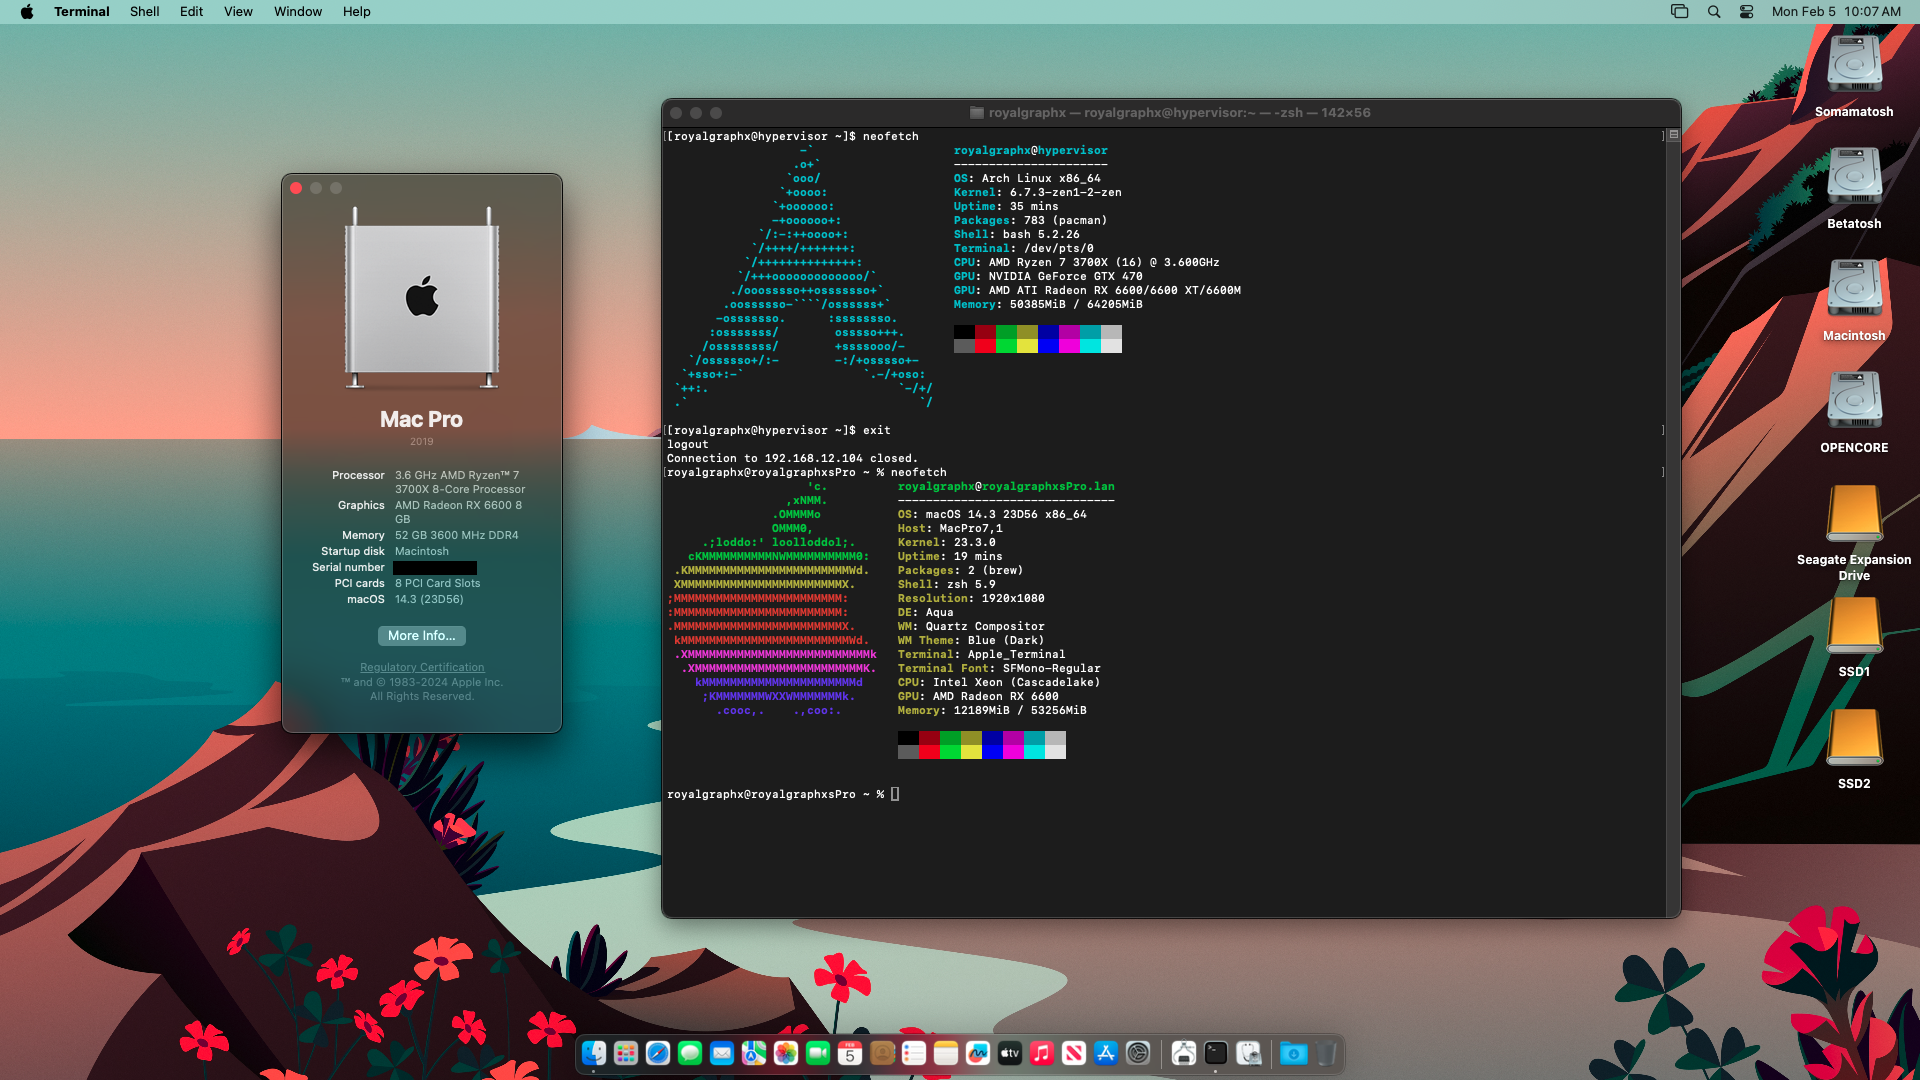 Terminal Shell Edit View Window Help
Mon Feb 5 10:07 AM
Somamatosh
Betatosh
Macintosh
OPENCORE
Seagate Expansion
Drive
SSD1
SSD2
Mac Pro
2019
Processor 3.6 GHz AMD Ryzen™ 7
3700X 8-Core Processor
Graphics AMD Radeon RX 6600 8
GB
Memory 52 GB 3600 MHz DDR4
Startup disk Macintosh
Serial number
PCI cards 8 PCI Card Slots
macOS 14.3 (23D56)
More Info...
Regulatory Certification
™ and © 1983-2024 Apple Inc.
All Rights Reserved.
royalgraphx — royalgraphx@hypervisor:~ — -zsh — 142×56
[[royalgraphx@hypervisor ~]$ neofetch ]
royalgraphx@hypervisor
----------------------
OS: Arch Linux x86_64
Kernel: 6.7.3-zen1-2-zen
Uptime: 35 mins
Packages: 783 (pacman)
Shell: bash 5.2.26
Terminal: /dev/pts/0
CPU: AMD Ryzen 7 3700X (16) @ 3.600GHz
GPU: NVIDIA GeForce GTX 470
GPU: AMD ATI Radeon RX 6600/6600 XT/6600M
Memory: 50385MiB / 64205MiB
[[royalgraphx@hypervisor ~]$ exit ]
logout
Connection to 192.168.12.104 closed.
[royalgraphx@royalgraphxsPro ~ % neofetch ]
royalgraphx@royalgraphxsPro.lan
-------------------------------
OS: macOS 14.3 23D56 x86_64
Host: MacPro7,1
Kernel: 23.3.0
Uptime: 19 mins
Packages: 2 (brew)
Shell: zsh 5.9
Resolution: 1920x1080
DE: Aqua
WM: Quartz Compositor
WM Theme: Blue (Dark)
Terminal: Apple_Terminal
Terminal Font: SFMono-Regular
CPU: Intel Xeon (Cascadelake)
GPU: AMD Radeon RX 6600
Memory: 12189MiB / 53256MiB
royalgraphx@royalgraphxsPro ~ %
FEB
5
tv